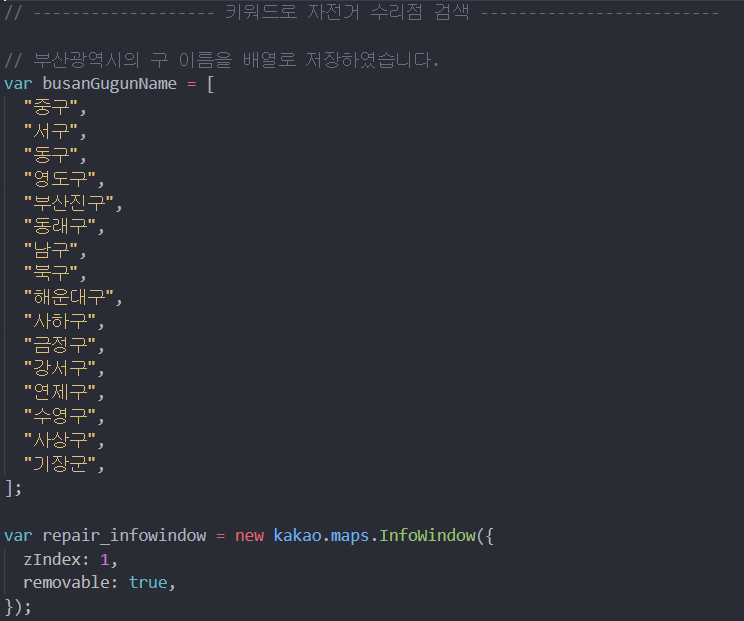 // ------------------- 키워드로 자전거 수리점 검색 -------------------------
// 부산광역시의 구 이름을 배열로 저장하였습니다.
var busanGugunName = [
"중구",
"서구",
"동구",
"영도구",
"부산진구",
"동래구",
"남구",
"북구",
"해운대구",
"사하구",
"금정구",
"강서구",
"연제구",
"수영구",
"사상구",
"기장군",
];
var repair_infowindow = new kakao.maps.InfoWindow({
zIndex: 1,
removable: true,
});